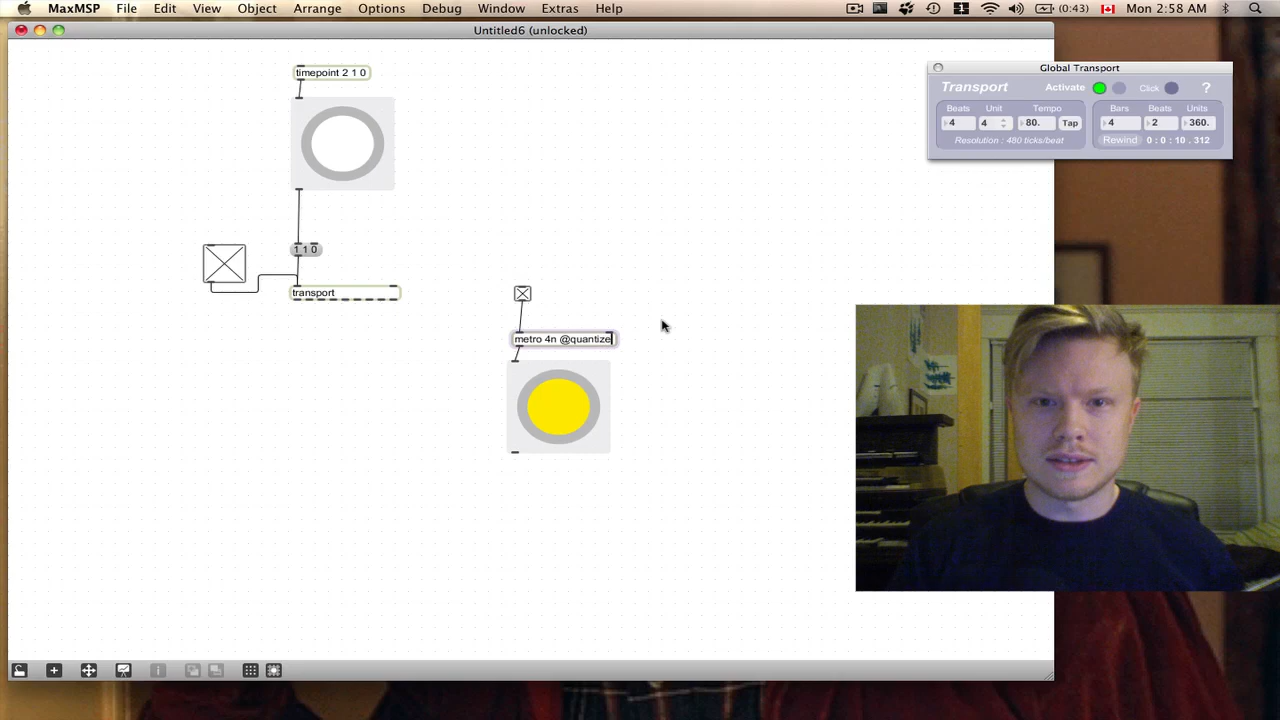 MaxMSP File Edit View Object Arrange Options Debug Window Extras Help
(0:43) Mon 2:58 AM
Untitled6 (unlocked)
timepoint 2 1 0
1 1 0
transport
metro 4n @quantize
Global Transport
Transport Activate Click ?
Beats Unit Tempo Bars Beats Units
4 4 80. Tap 4 2 360.
Resolution : 480 ticks/beat Rewind 0 : 0 : 10 . 312